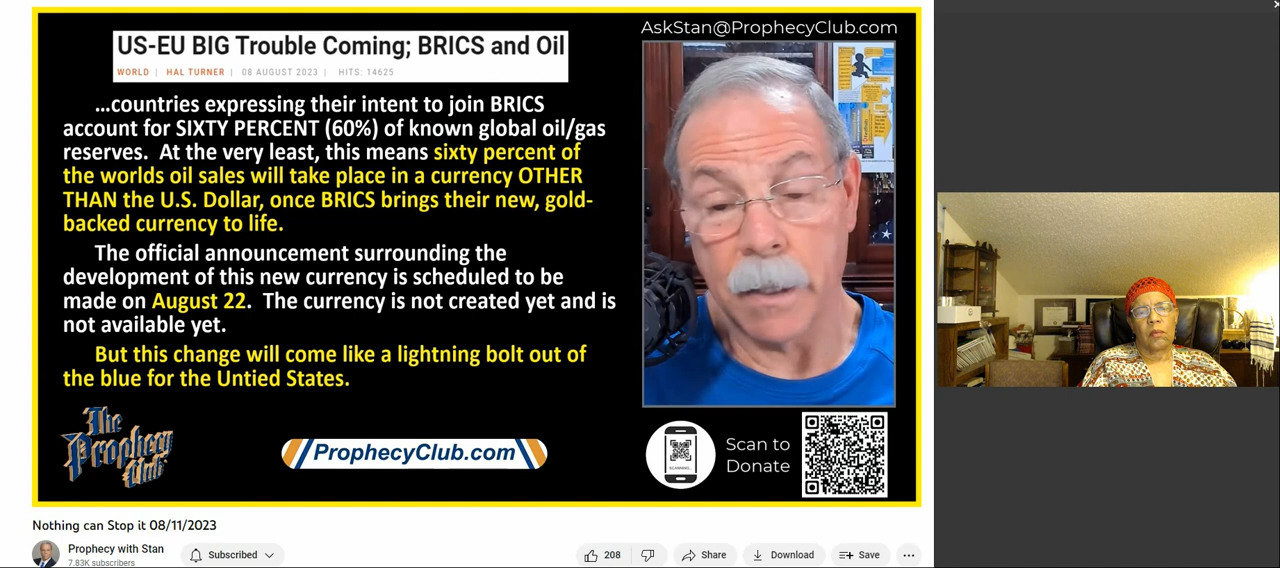 AskStan@ProphecyClub.com
US-EU BIG Trouble Coming; BRICS and Oil
WORLD | HAL TURNER | 08 AUGUST 2023 | HITS: 14625
...countries expressing their intent to join BRICS
account for SIXTY PERCENT (60%) of known global oil/gas
reserves. At the very least, this means sixty percent of
the worlds oil sales will take place in a currency OTHER
THAN the U.S. Dollar, once BRICS brings their new, gold-
backed currency to life.
The official announcement surrounding the
development of this new currency is scheduled to be
made on August 22. The currency is not created yet and is
not available yet.
But this change will come like a lightning bolt out of
the blue for the Untied States.
The
Prophecy
Club
ProphecyClub.com
SCANNING...
Scan to
Donate
Nothing can Stop it 08/11/2023
Prophecy with Stan
7.83K subscribers
Subscribed
208
Share
Download
Save